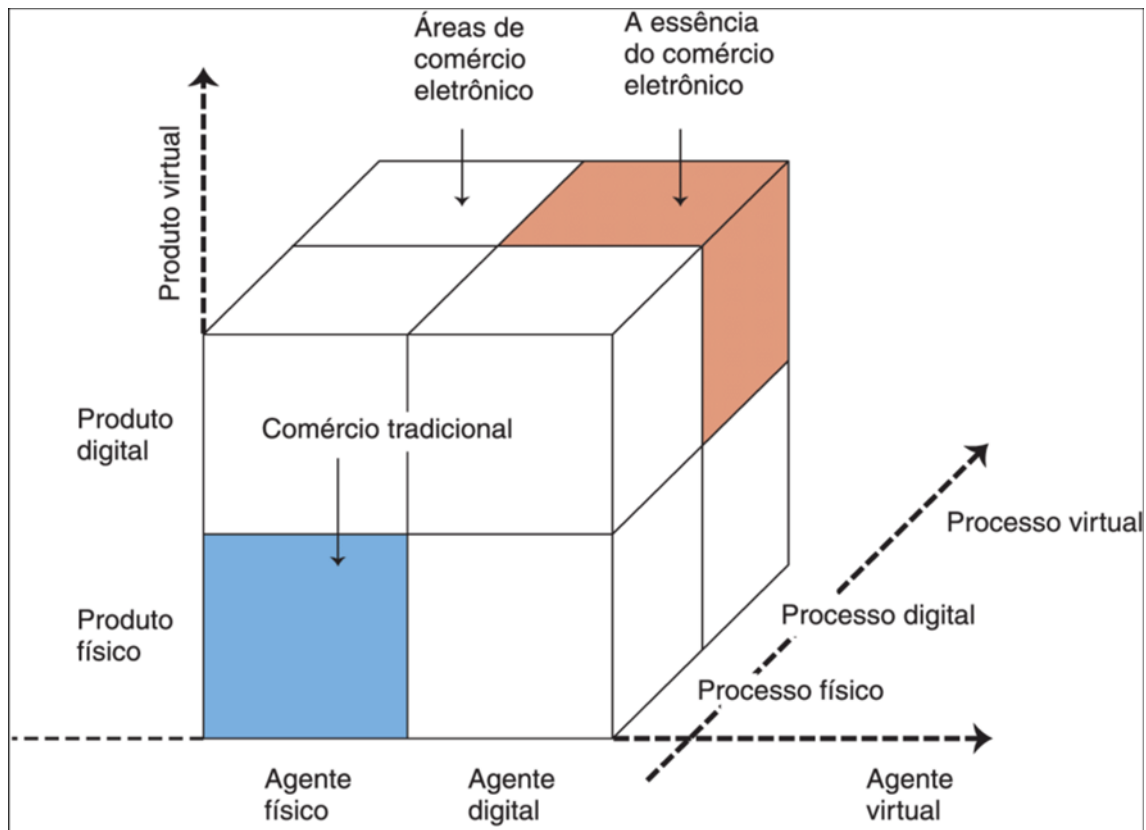 Áreas de
comércio
eletrônico
A essência
do comércio
eletrônico
Produto virtual
Produto
digital
Comércio tradicional
Processo virtual
Produto
físico
Processo digital
Processo físico
Agente
físico
Agente
digital
Agente
virtual